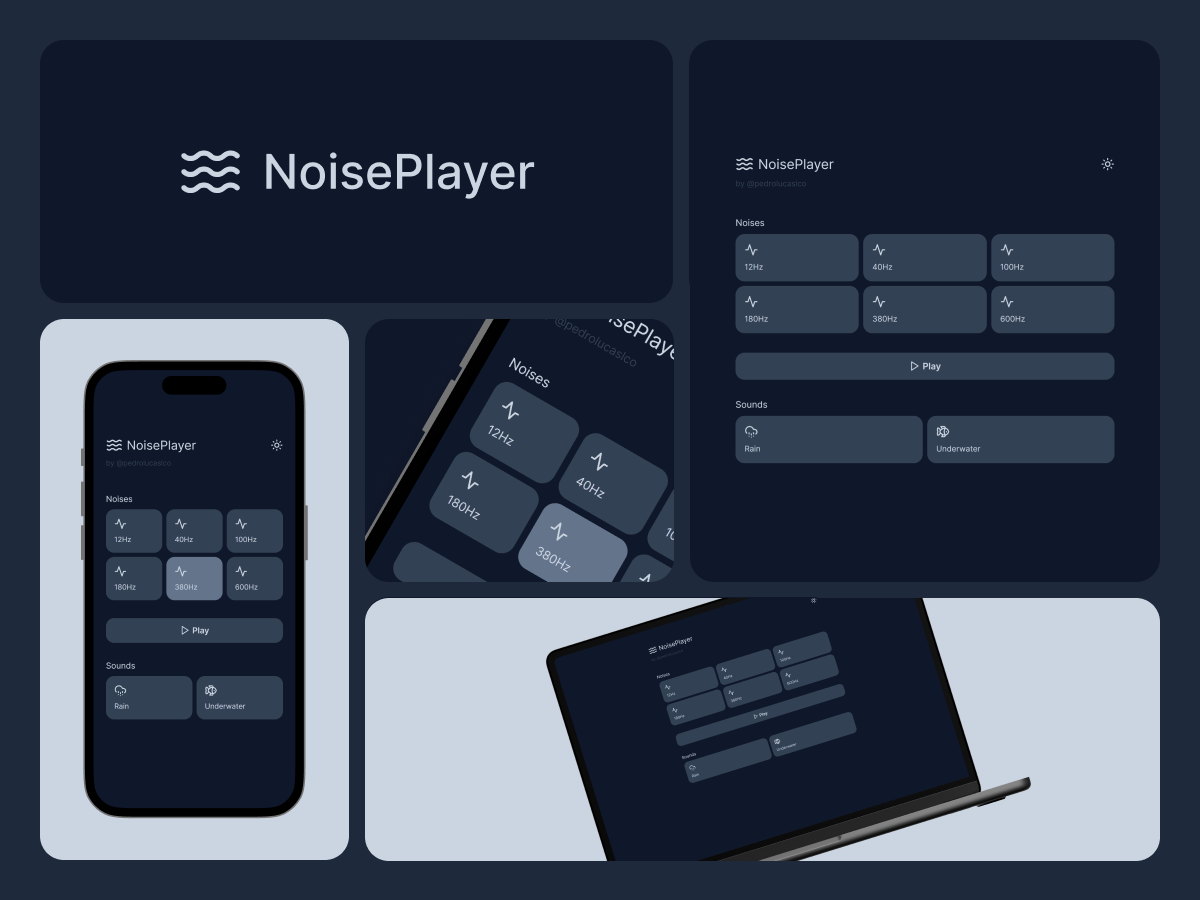 NoisePlayer
NoisePlayer
by @pedrolucasico
Noises
12Hz 40Hz 100Hz
180Hz 380Hz 600Hz
Play
Sounds
Rain Underwater
NoisePlayer
by @pedrolucasico
Noises
12Hz 40Hz 100Hz
180Hz 380Hz 600Hz
Play
Sounds
Rain Underwater
isePlaye
@pedrolucasico
Noises
12Hz 40Hz 10
180Hz 380Hz
NoisePlayer
Noises
12Hz 40Hz 100Hz
180Hz 380Hz 600Hz
Play
Sounds
Rain Underwater